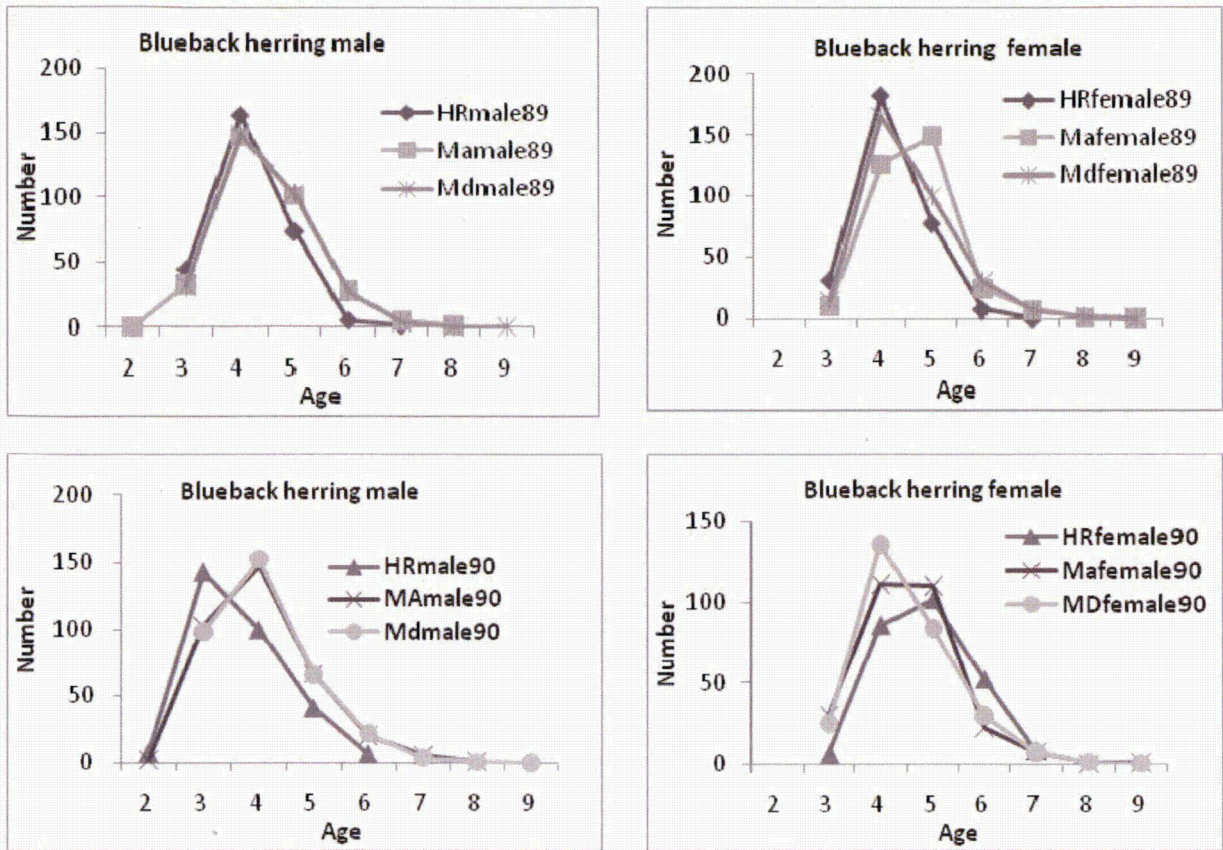 Blueback herring male
200
150
100
50
0
Number
2 3 4 5 6 7 8 9
Age
HRmale89
Mamale89
Mdmale89
Blueback herring female
200
150
100
50
0
Number
2 3 4 5 6 7 8 9
Age
HRfemale89
Mafemale89
Mdfemale89
Blueback herring male
200
150
100
50
0
Number
2 3 4 5 6 7 8 9
Age
HRmale90
MAmale90
Mdmale90
Blueback herring female
150
100
50
0
Number
2 3 4 5 6 7 8 9
Age
HRfemale90
Mafemale90
MDfemale90